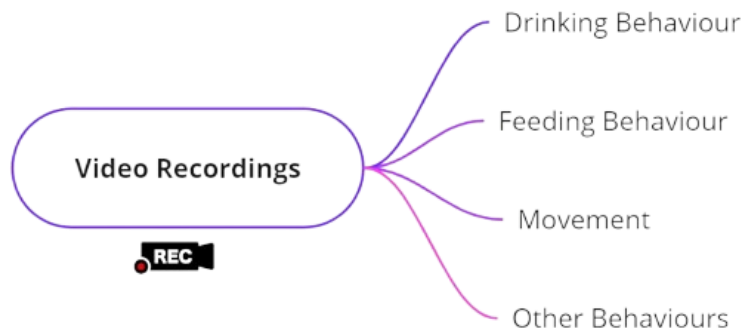 Drinking Behaviour
Feeding Behaviour
Video Recordings
REC
Movement
Other Behaviours